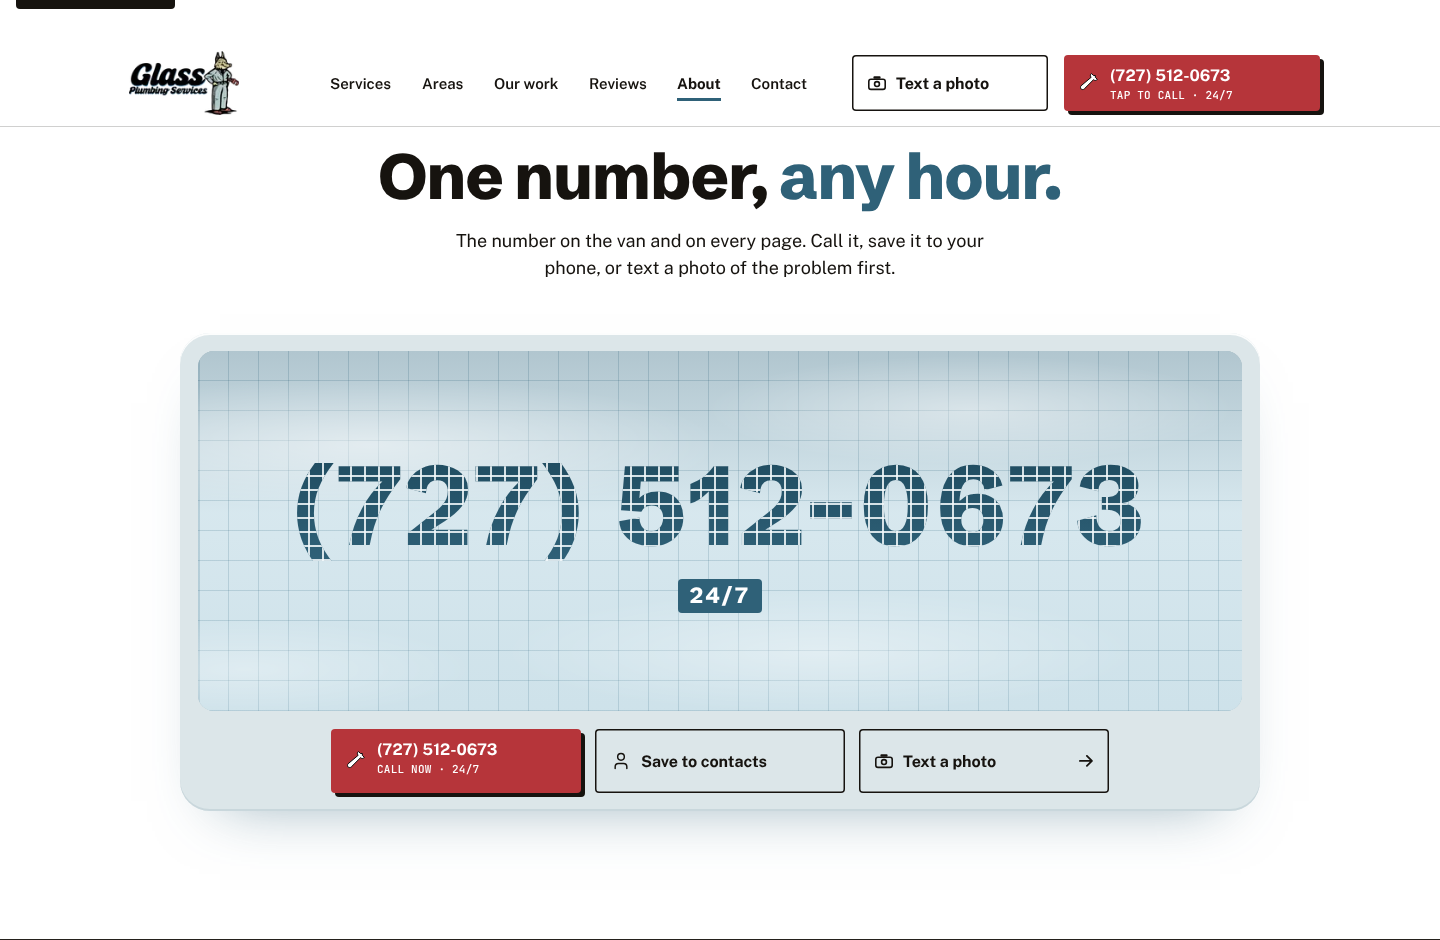 Glass
Plumbing Services
Services
Areas
Our work
Reviews
About
Contact
Text a photo
(727) 512-0673
TAP TO CALL · 24/7
One number, any hour.
The number on the van and on every page. Call it, save it to your
phone, or text a photo of the problem first.
(727) 512-0673
24/7
(727) 512-0673
CALL NOW · 24/7
Save to contacts
Text a photo